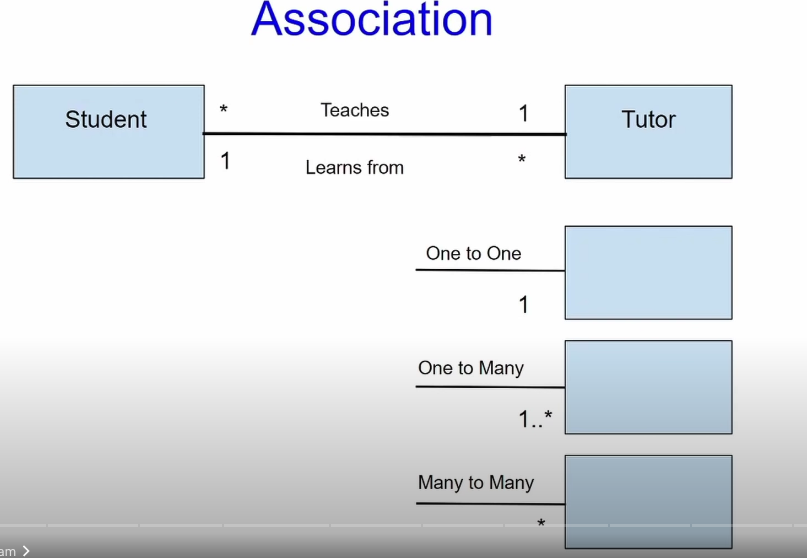 Association
Student
* Teaches 1
Tutor
1 Learns from *
One to One
1
One to Many
1..*
Many to Many
*
am >